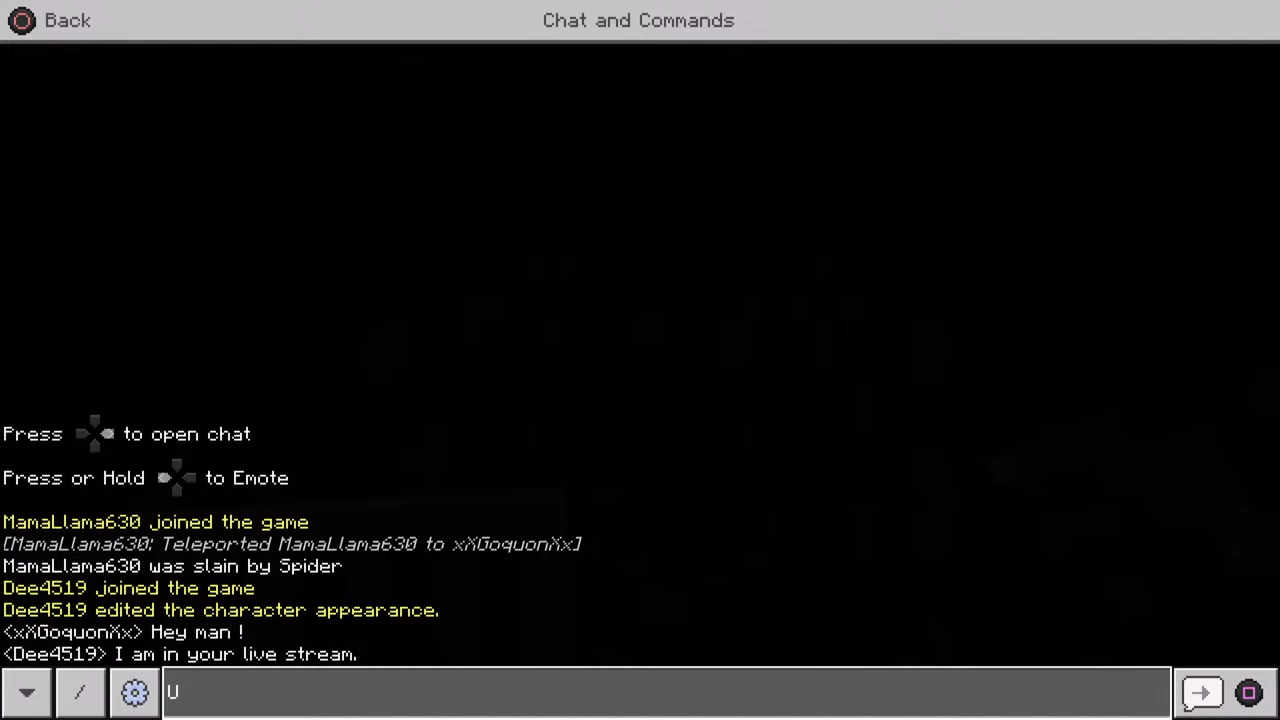 Back
Chat and Commands
Press to open chat
Press or Hold to Emote
MamaLlama630 joined the game
[MamaLlama630: Teleported MamaLlama630 to xXGoquonXx]
MamaLlama630 was slain by Spider
Dee4519 joined the game
Dee4519 edited the character appearance.
<xXGoquonXx> Hey man !
<Dee4519> I am in your live stream.
/
U